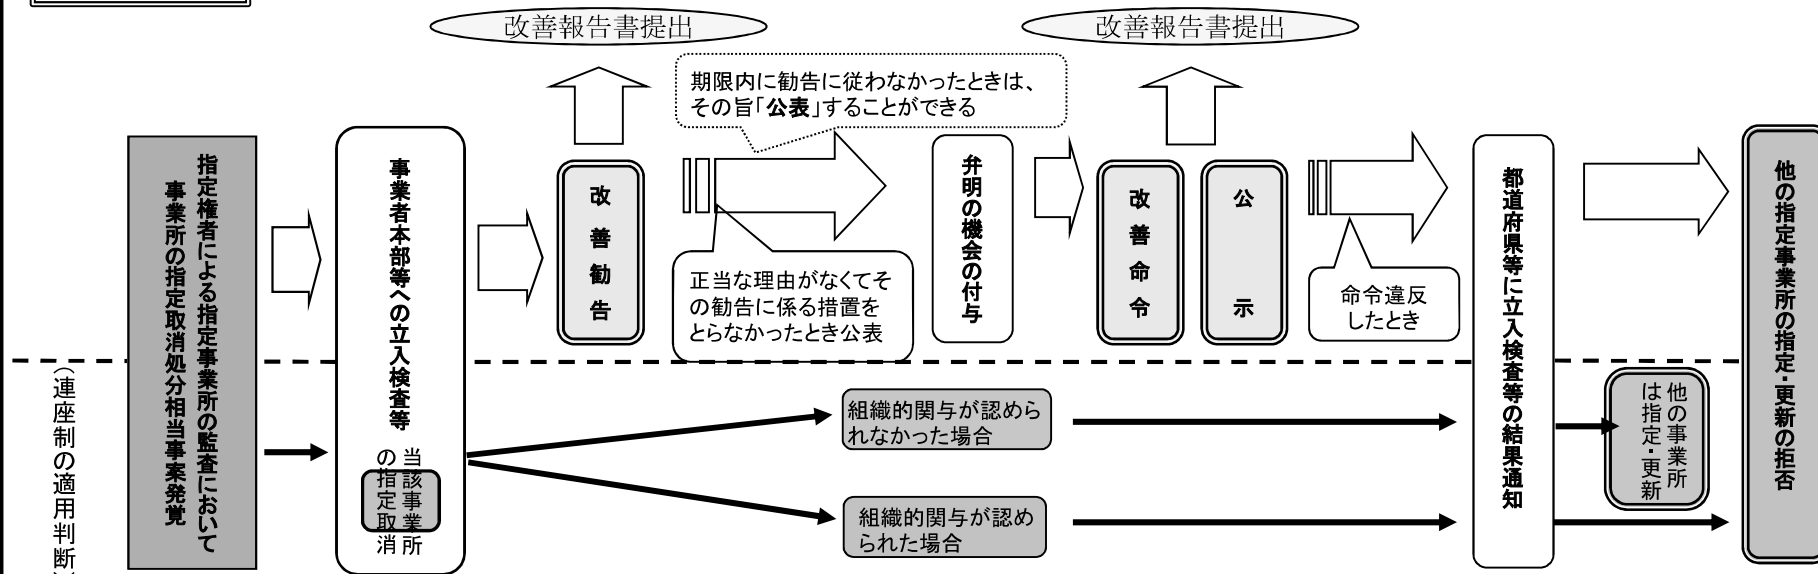 改善報告書提出
改善報告書提出
期限内に勧告に従わなかったときは、
その旨「公表」することができる
指定権者による指定事業所の監査において
事業所の指定取消処分相当事案発覚
事業者本部等への立入検査等
当該事業所
の指定取消
改善勧告
正当な理由がなくてそ
の勧告に係る措置を
とらなかったとき公表
弁明の機会の付与
改善命令
公示
命令違反
したとき
都道府県等に立入検査等の結果通知
他の指定事業所の指定・更新の拒否
（連座制の適用判断）
組織的関与が認めら
れなかった場合
組織的関与が認め
られた場合
他の事業所
は指定・更新